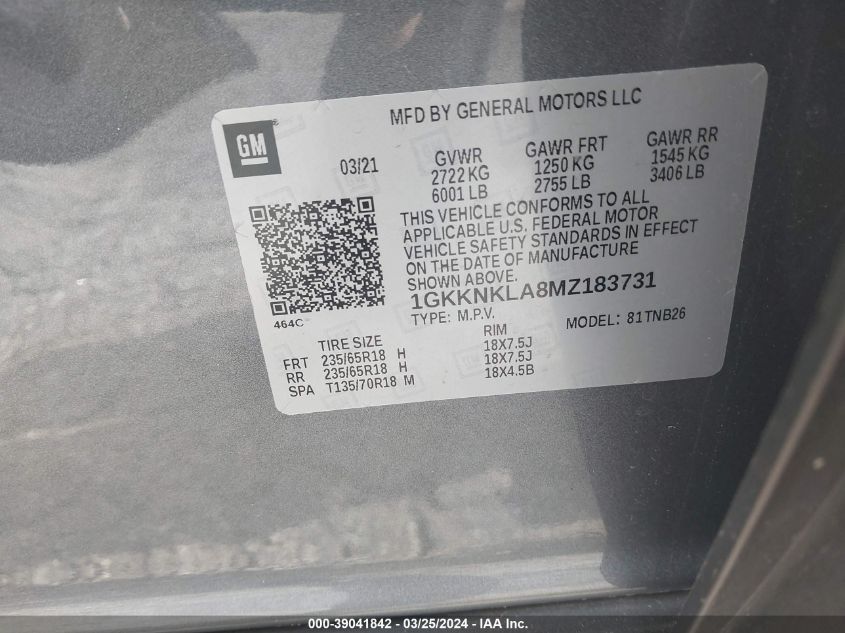 MFD BY GENERAL MOTORS LLC
GM
03/21
GVWR
2722 KG
6001 LB
GAWR FRT
1250 KG
2755 LB
GAWR RR
1545 KG
3406 LB
THIS VEHICLE CONFORMS TO ALL
APPLICABLE U.S. FEDERAL MOTOR
VEHICLE SAFETY STANDARDS IN EFFECT
ON THE DATE OF MANUFACTURE
SHOWN ABOVE.
1GKKNKLA8MZ183731
TYPE: M.P.V. MODEL: 81TNB26
464C
TIRE SIZE RIM
FRT 235/65R18 H 18X7.5J
RR 235/65R18 H 18X7.5J
SPA T135/70R18 M 18X4.5B
000-39041842 - 03/25/2024 - IAA Inc.